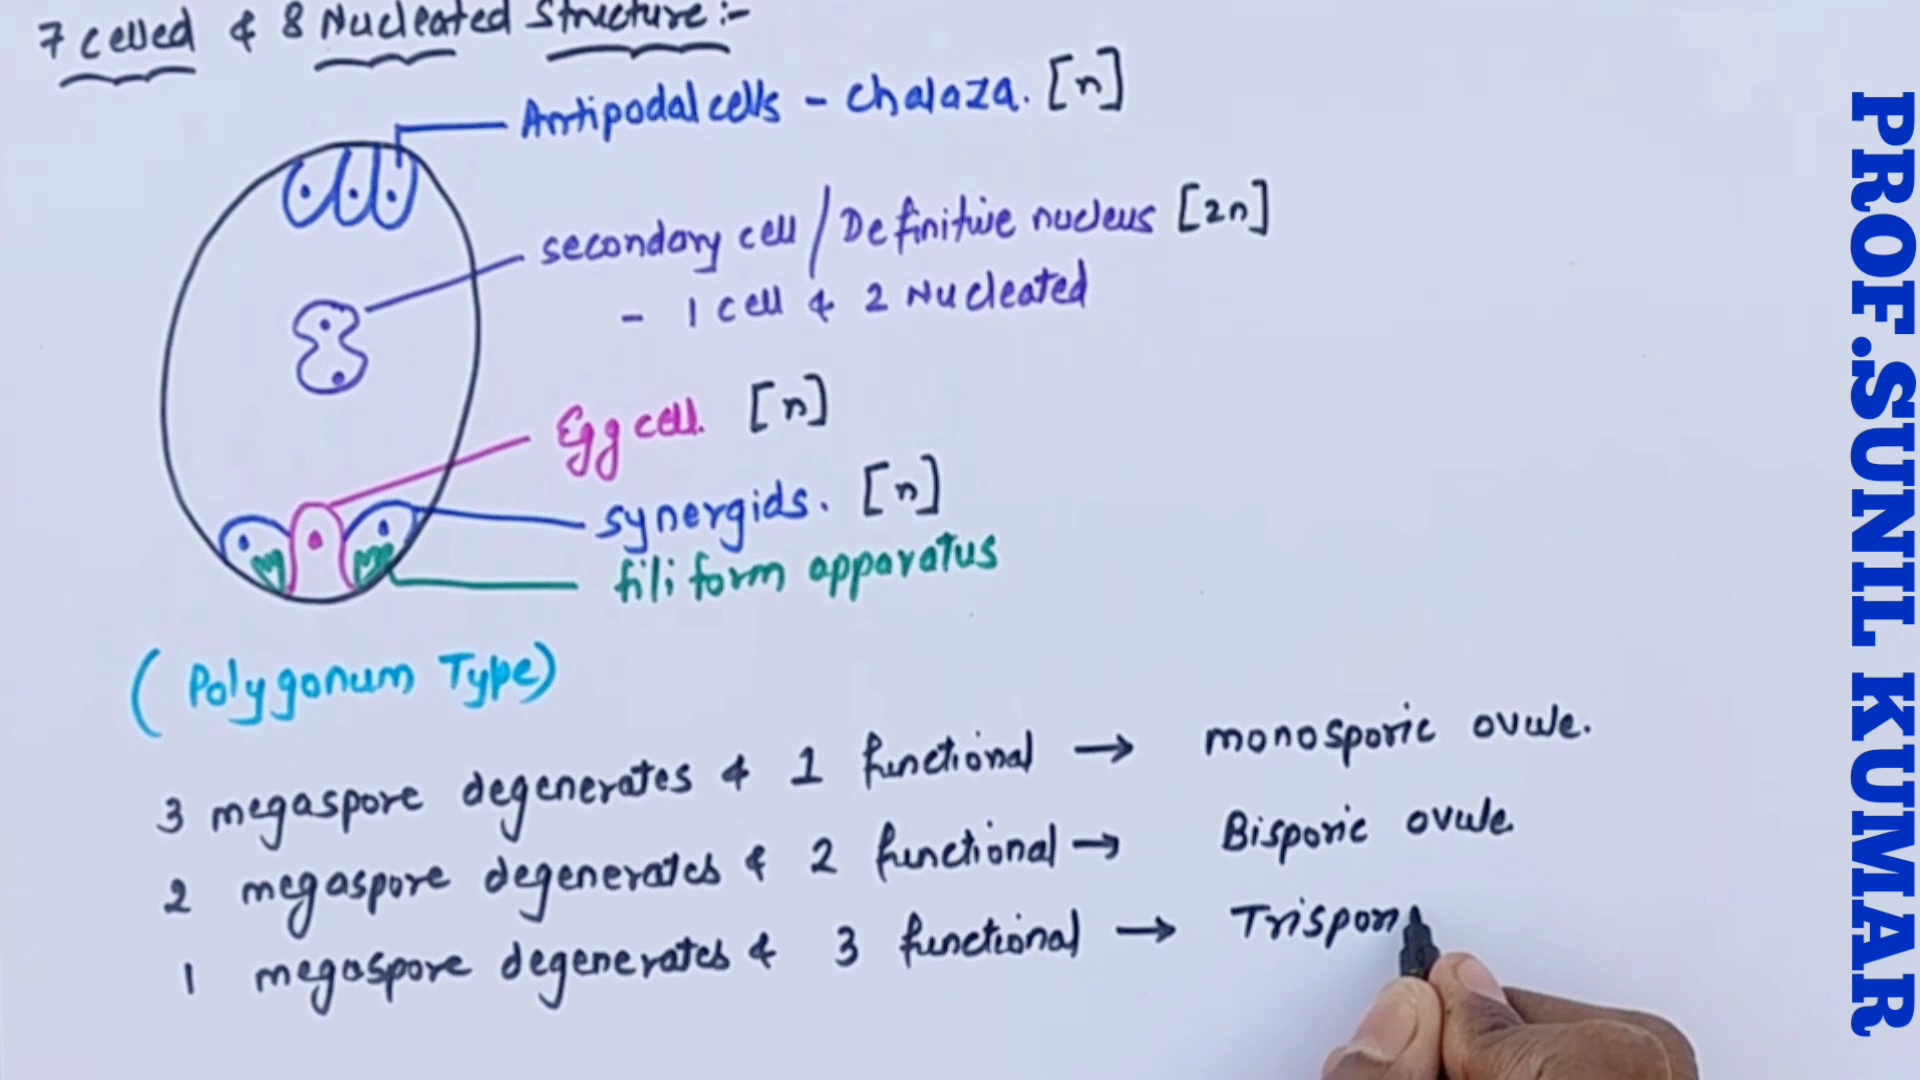 7 celled & 8 Nucleated Structure:-
Antipodal cells - chalaza. [n]
secondary cell / Definitive nucleus [2n]
- 1 cell & 2 Nucleated
Egg cell. [n]
synergids. [n]
filiform apparatus
(Polygonum Type)
3 megaspore degenerates & 1 functional → monosporic ovule.
2 megaspore degenerates & 2 functional → Bisporic ovule.
1 megaspore degenerates & 3 functional → Trispori
PROF.SUNIL KUMAR